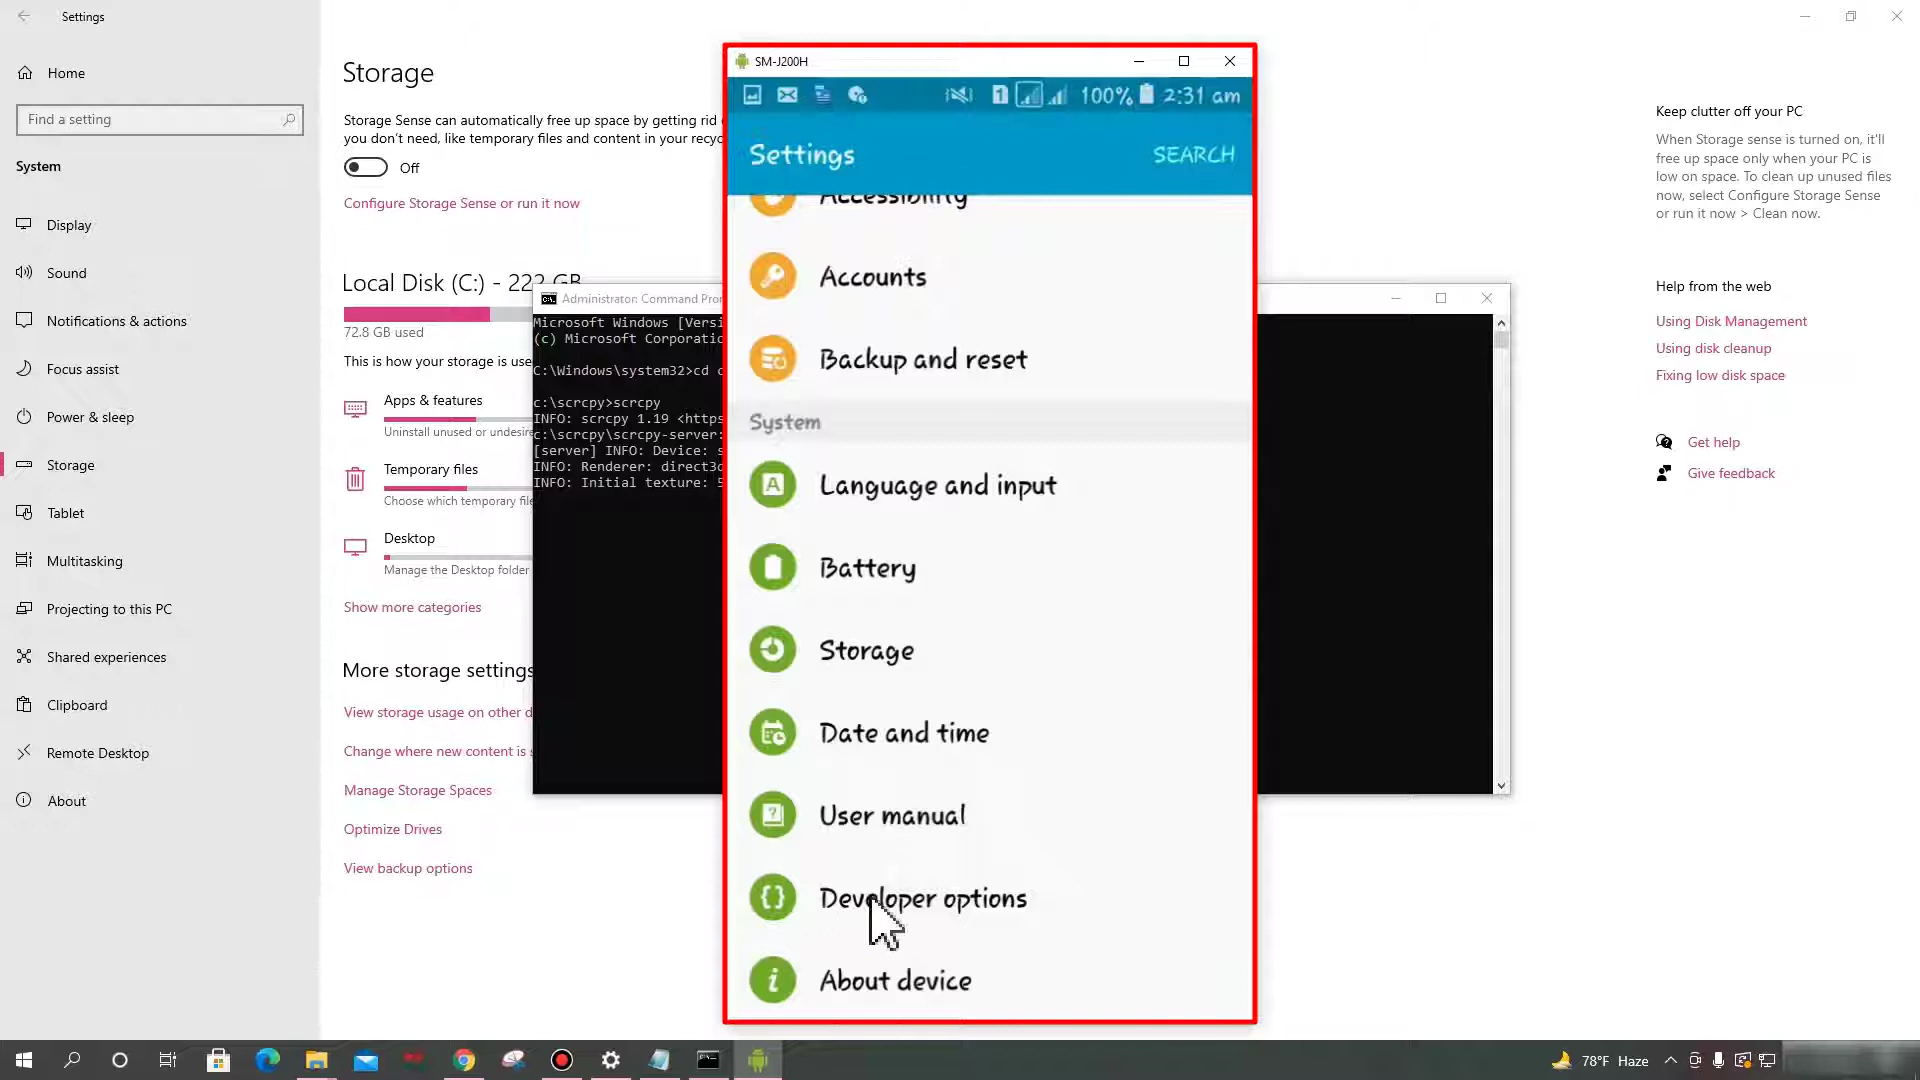 Settings
Home
Find a setting
System
Display
Sound
Notifications & actions
Focus assist
Power & sleep
Storage
Tablet
Multitasking
Projecting to this PC
Shared experiences
Clipboard
Remote Desktop
About
Storage
Storage Sense can automatically free up space by getting rid
you don't need, like temporary files and content in your recyc
Off
Configure Storage Sense or run it now
Local Disk (C:) - 222 GB
72.8 GB used
This is how your storage is use
Apps & features
Uninstall unused or undesire
Temporary files
Choose which temporary file
Desktop
Manage the Desktop folder
Show more categories
More storage settings
View storage usage on other d
Change where new content is s
Manage Storage Spaces
Optimize Drives
View backup options
Administrator: Command Pron
Microsoft Windows [Versi
(c) Microsoft Corporatio
C:\Windows\system32>cd c
c:\scrcpy>scrcpy
INFO: scrcpy 1.19 <https
c:\scrcpy\scrcpy-server:
[server] INFO: Device: s
INFO: Renderer: direct3d
INFO: Initial texture: 5
SM-J200H
1 100% 2:31 am
Settings SEARCH
Accessibility
Accounts
Backup and reset
System
Language and input
Battery
Storage
Date and time
User manual
Developer options
About device
Keep clutter off your PC
When Storage sense is turned on, it'll
free up space only when your PC is
low on space. To clean up unused files
now, select Configure Storage Sense
or run it now > Clean now.
Help from the web
Using Disk Management
Using disk cleanup
Fixing low disk space
Get help
Give feedback
78°F Haze